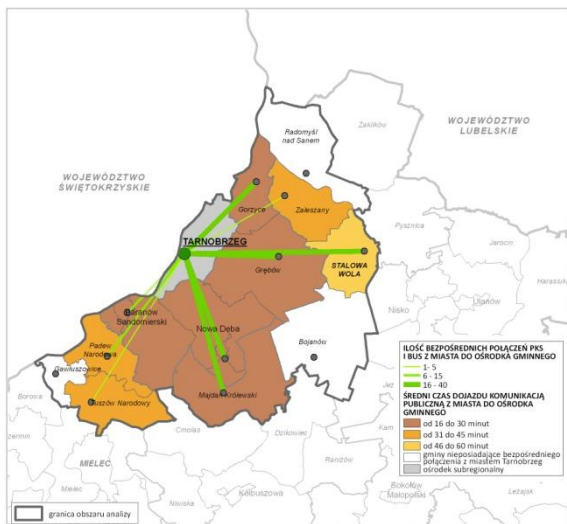 Zaklików
WOJEWÓDZTWO
LUBELSKIE
Radomyśl
nad Sanem
WOJEWÓDZTWO
ŚWIĘTOKRZYSKIE
Gorzyce
Zaleszany
Pysznica
TARNOBRZEG
Jarocin
STALOWA
WOLA
Grębów
Harasiuki
Nisko
Ulanów
Baranów
Sandomierski
Nowa Dęba
Bojanów
Padew
Narodowa
Gawłuszowice
Borowa
Tuszów Narodowy
Majdan Królewski
Cmolas
Dzikowiec
MIELEC
Mielec
Niwiska
Kolbuszowa
Raniżów
Sokołów
Małopolski
Leżajsk
ILOŚĆ BEZPOŚREDNICH POŁĄCZEŃ PKS
I BUS Z MIASTA DO OŚRODKA GMINNEGO
1- 5
6 - 15
16 - 40
ŚREDNI CZAS DOJAZDU KOMUNIKACJĄ
PUBLICZNĄ Z MIASTA DO OŚRODKA
GMINNEGO
od 16 do 30 minut
od 31 do 45 minut
od 46 do 60 minut
gminy nieposiadające bezpośredniego
połączenia z miastem Tarnobrzeg
ośrodek subregionalny
granica obszaru analizy